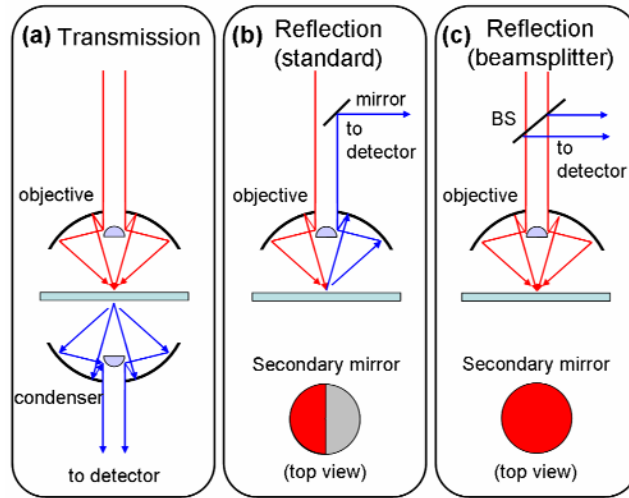 (a) Transmission
objective
condenser
to detector
(b) Reflection
(standard)
mirror
to
detector
objective
Secondary mirror
(top view)
(c) Reflection
(beamsplitter)
BS
to
detector
objective
Secondary mirror
(top view)